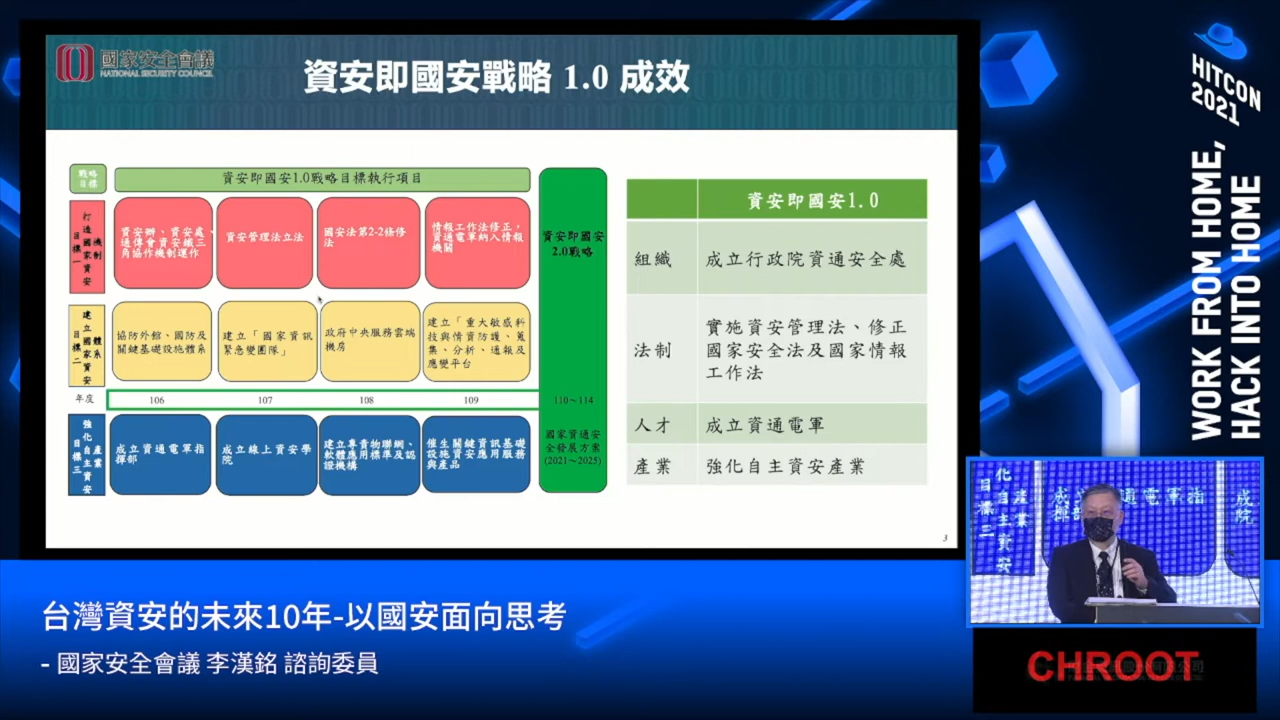 國家安全會議
NATIONAL SECURITY COUNCIL
資安即國安戰略 1.0 成效
戰略
目標
資安即國安1.0戰略目標執行項目
目標一
打造國家資安
機制
資安辦、資安處、
通傳會資安鐵三
角協作機制運作
資安管理法立法
國安法第2-2條修
法
情報工作法修正,
資通電軍納入情報
機關
資安即國安
2.0戰略
目標二
建立國家資安
體系
協防外館、國防及
關鍵基礎設施體系
建立「國家資訊
緊急變團隊」
政府中央服務雲端
機房
建立「重大敏感科
技與情資防護、蒐
集、分析、通報及
應變平台
年度
106
107
108
109
110~114
目標三
強化自主資安
產業
成立資通電軍指
揮部
成立線上資安學
院
建立專責物聯網、
軟體應用標準及認
證機構
催生關鍵資訊基礎
設施資安應用服務
與產品
國家資通安
全發展方案
(2021~2025)
資安即國安1.0
組織
成立行政院資通安全處
法制
實施資安管理法、修正
國家安全法及國家情報
工作法
人才
成立資通電軍
產業
強化自主資安產業
3
HITCON
2021
WORK FROM HOME,
HACK INTO HOME
台灣資安的未來10年-以國安面向思考
- 國家安全會議 李漢銘 諮詢委員
CHROOT